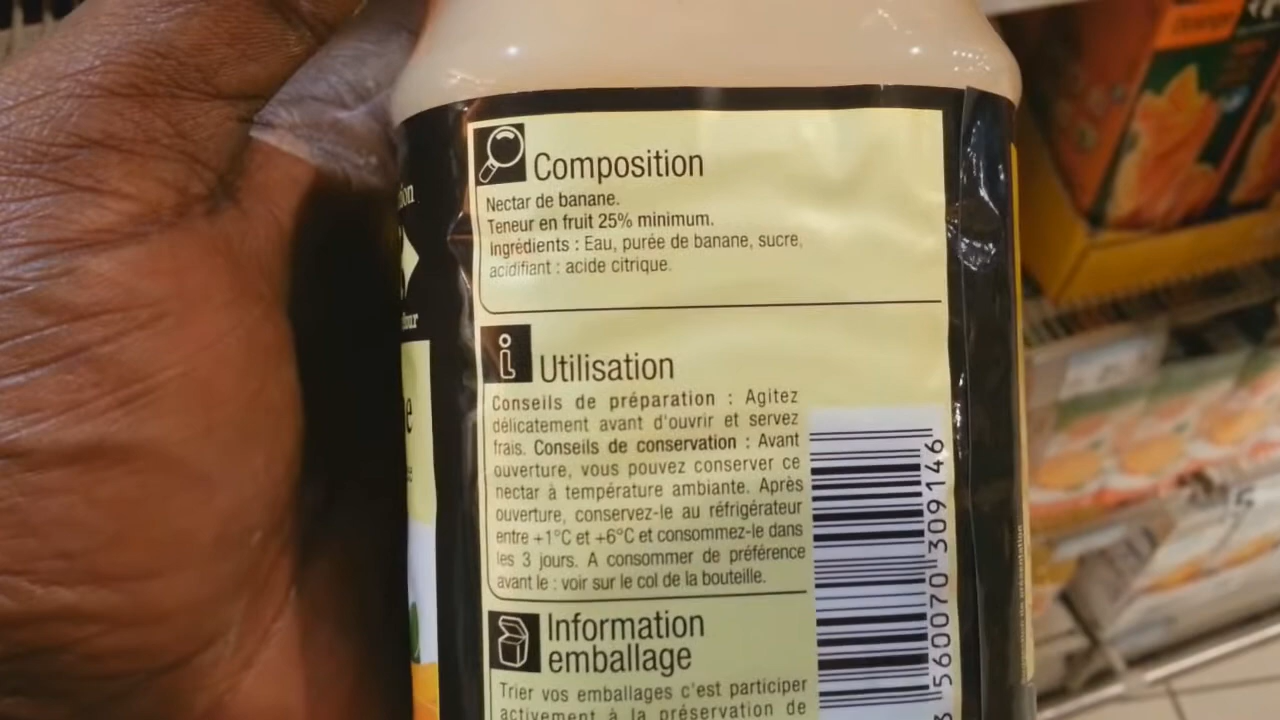 Composition
Nectar de banane.
Teneur en fruit 25% minimum.
Ingrédients : Eau, purée de banane, sucre,
acidifiant : acide citrique.
Utilisation
Conseils de préparation : Agitez
délicatement avant d'ouvrir et servez
frais. Conseils de conservation : Avant
ouverture, vous pouvez conserver ce
nectar à température ambiante. Après
ouverture, conservez-le au réfrigérateur
entre +1°C et +6°C et consommez-le dans
les 3 jours. A consommer de préférence
avant le : voir sur le col de la bouteille.
Information
emballage
Trier vos emballages c'est participer
activement à la préservation de
560070 309146